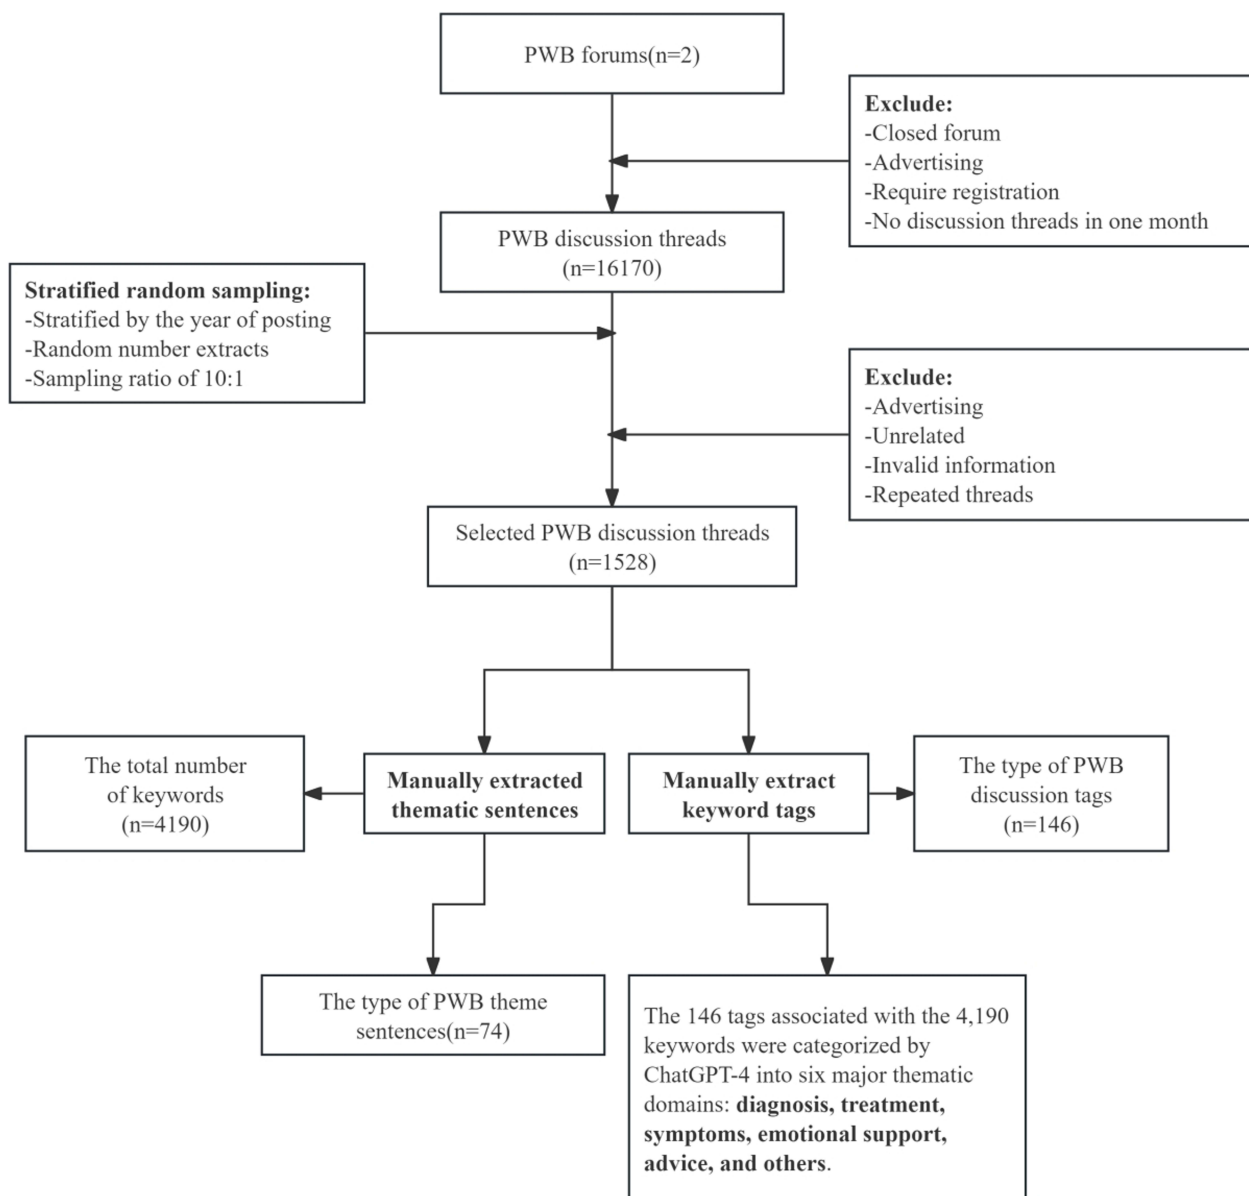 PWB forums(n=2)
Exclude:
-Closed forum
-Advertising
-Require registration
-No discussion threads in one month
PWB discussion threads
(n=16170)
Stratified random sampling:
-Stratified by the year of posting
-Random number extracts
-Sampling ratio of 10:1
Exclude:
-Advertising
-Unrelated
-Invalid information
-Repeated threads
Selected PWB discussion threads
(n=1528)
The total number
of keywords
(n=4190)
Manually extracted
thematic sentences
Manually extract
keyword tags
The type of PWB
discussion tags
(n=146)
The type of PWB theme
sentences(n=74)
The 146 tags associated with the 4,190
keywords were categorized by
ChatGPT-4 into six major thematic
domains: diagnosis, treatment,
symptoms, emotional support,
advice, and others.